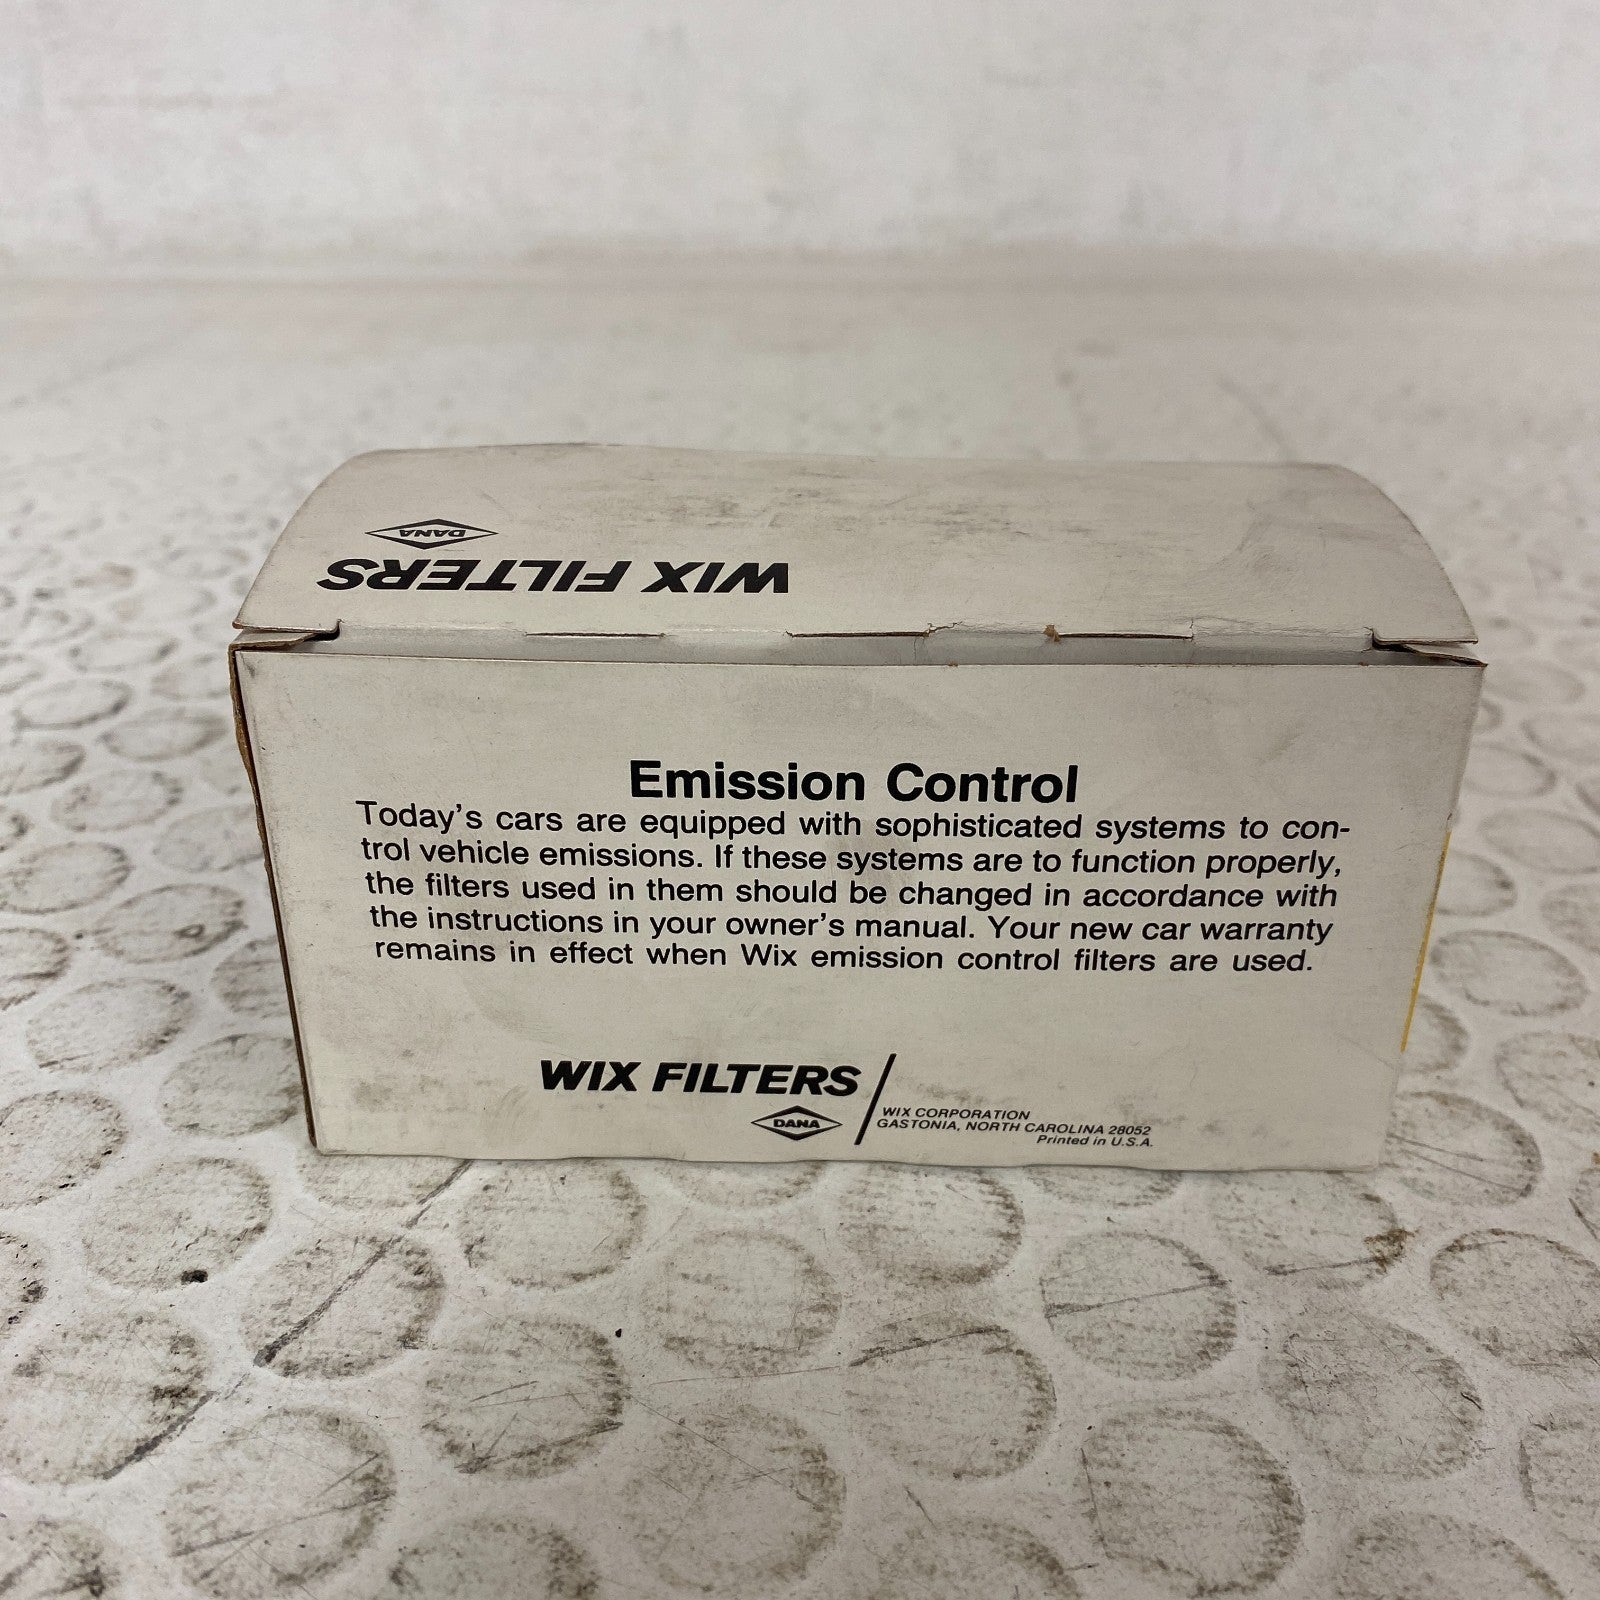 DANA
WIX FILTERS
Emission Control
Today's cars are equipped with sophisticated systems to con-
trol vehicle emissions. If these systems are to function properly,
the filters used in them should be changed in accordance with
the instructions in your owner's manual. Your new car warranty
remains in effect when Wix emission control filters are used.
WIX FILTERS
DANA
WIX CORPORATION
GASTONIA, NORTH CAROLINA 28052
Printed in U.S.A.